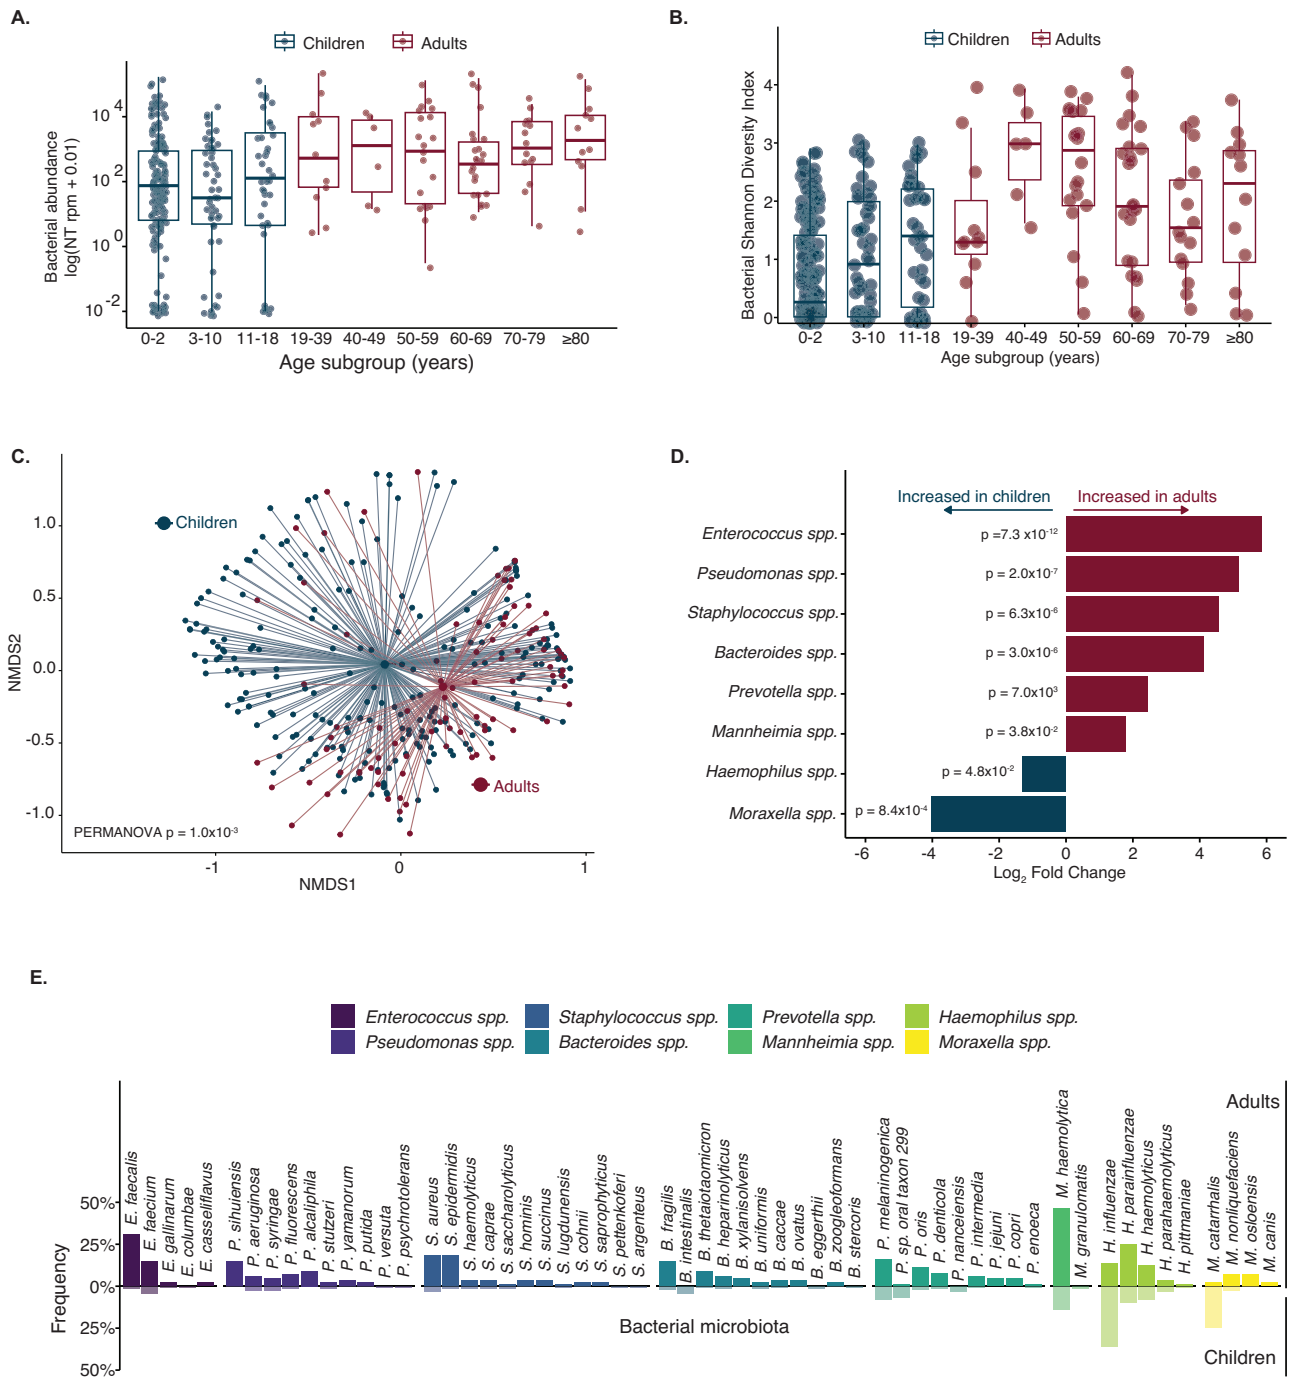 A.
Children
Adults
Bacterial abundance
log(NT rpm + 0.01)
10^4
10^2
10^0
10^-2
0-2 3-10 11-18 19-39 40-49 50-59 60-69 70-79 ≥80
Age subgroup (years)
B.
Children
Adults
Bacterial Shannon Diversity Index
4
3
2
1
0
0-2 3-10 11-18 19-39 40-49 50-59 60-69 70-79 ≥80
Age subgroup (years)
C.
Children
Adults
NMDS2
1.0
0.5
0.0
-0.5
-1.0
PERMANOVA p = 1.0x10^-3
-1 0 1
NMDS1
D.
Increased in children
Increased in adults
Enterococcus spp. p =7.3 x10^-12
Pseudomonas spp. p = 2.0x10^-7
Staphylococcus spp. p = 6.3x10^-6
Bacteroides spp. p = 3.0x10^-6
Prevotella spp. p = 7.0x10^3
Mannheimia spp. p = 3.8x10^-2
Haemophilus spp. p = 4.8x10^-2
Moraxella spp. p = 8.4x10^-4
-6 -4 -2 0 2 4 6
Log2 Fold Change
E.
Enterococcus spp. Staphylococcus spp. Prevotella spp. Haemophilus spp.
Pseudomonas spp. Bacteroides spp. Mannheimia spp. Moraxella spp.
Adults
E. faecalis
E. faecium
E. gallinarum
E. columbae
E. casseliflavus
P. sihuiensis
P. aeruginosa
P. syringae
P. fluorescens
P. alcaliphila
P. stutzeri
P. ymanorum
P. putida
P. versuta
P. psychrotolerans
S. aureus
S. epidermidis
S. haemolyticus
S. caprae
S. saccharolyticus
S. hominis
S. succinus
S. lugdunensis
S. cohnii
S. saprophyticus
S. pettenkoferi
S. argenteus
B. fragilis
B. intestinalis
B. thetaiotaomicron
B. heparinolyticus
B. xylanisolvens
B. uniformis
B. caccae
B. ovatus
B. eggerthii
B. zoogleoformans
B. stercoris
P. melaninogenica
P. sp. oral taxon 299
P. oris
P. denticola
P. nanceiensis
P. intermedia
P. jejuni
P. copri
P. enoeca
M. haemolytica
M. granulomatis
H. influenzae
H. parainfluenzae
H. haemolyticus
H. parahaemolyticus
H. pittmaniae
M. catarrhalis
M. nonliquefaciens
M. osloensis
M. canis
Frequency
50%
25%
0%
25%
50%
Bacterial microbiota
Children